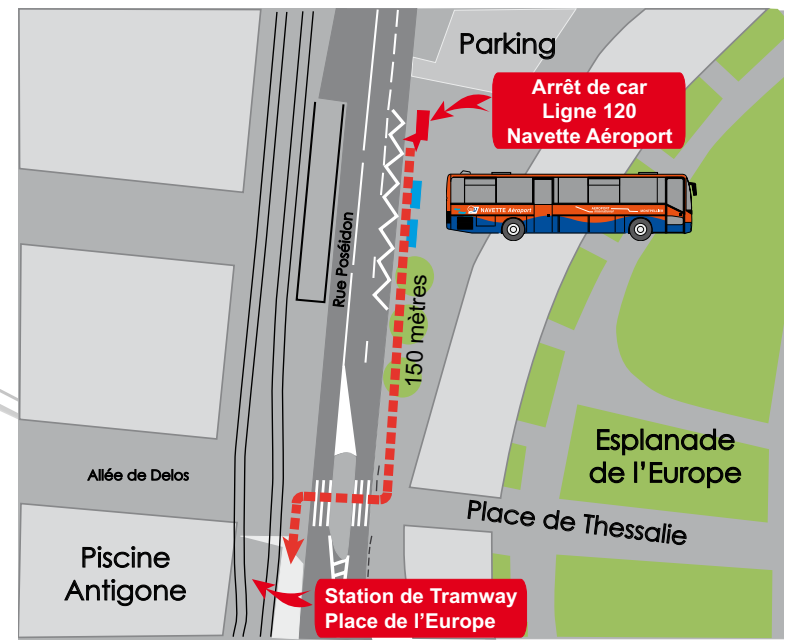 Parking
Arrêt de car
Ligne 120
Navette Aéroport
NAVETTE Aéroport
Rue Poséidon
150 mètres
Esplanade
de l'Europe
Allée de Delos
Place de Thessalie
Piscine
Antigone
Station de Tramway
Place de l'Europe